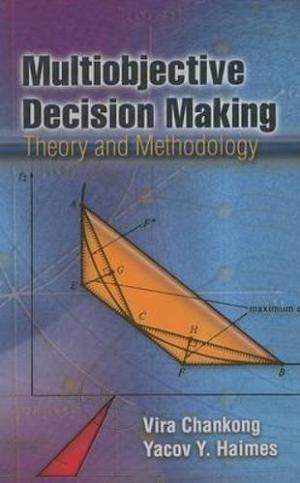 Multiobjective
Decision Making
Theory and Methodology
f₂
A
F*
G
E
maximum
C
H
F
B
Vira Chankong
Yacov Y. Haimes